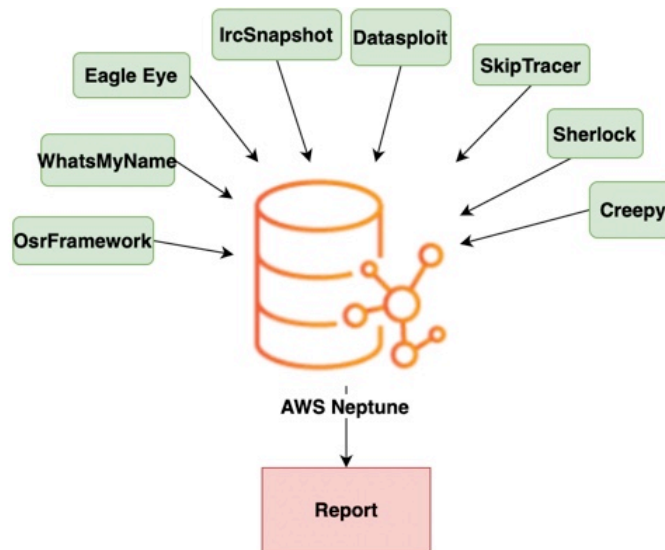 IrcSnapshot
Datasploit
Eagle Eye
SkipTracer
WhatsMyName
Sherlock
OsrFramework
Creepy
AWS Neptune
Report